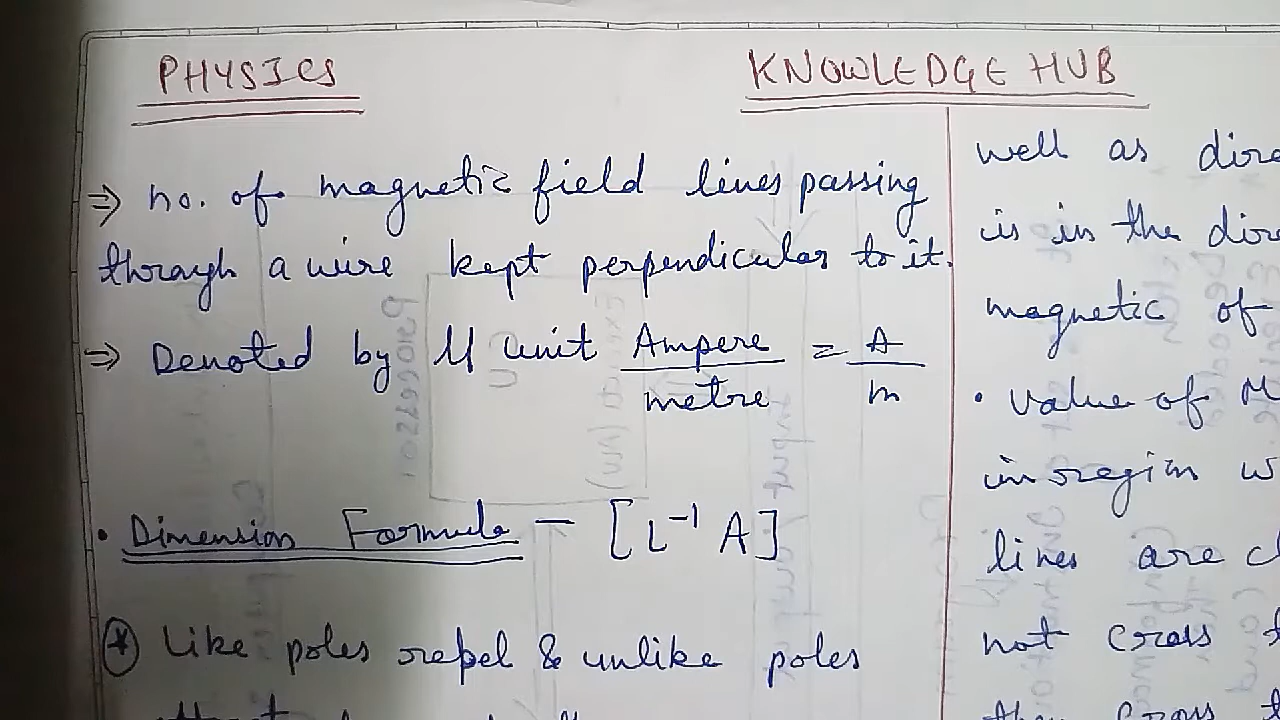 PHYSICS
KNOWLEDGE HUB
⇒ no. of magnetic field lines passing
through a wire kept perpendicular to it.
⇒ Denoted by M unit Ampere/metre = A/m
• Dimension Formula - [L⁻¹ A]
* Like poles repel & unlike poles
well as
is in the
magnetic of
• value of M
in region
lines are
not cross